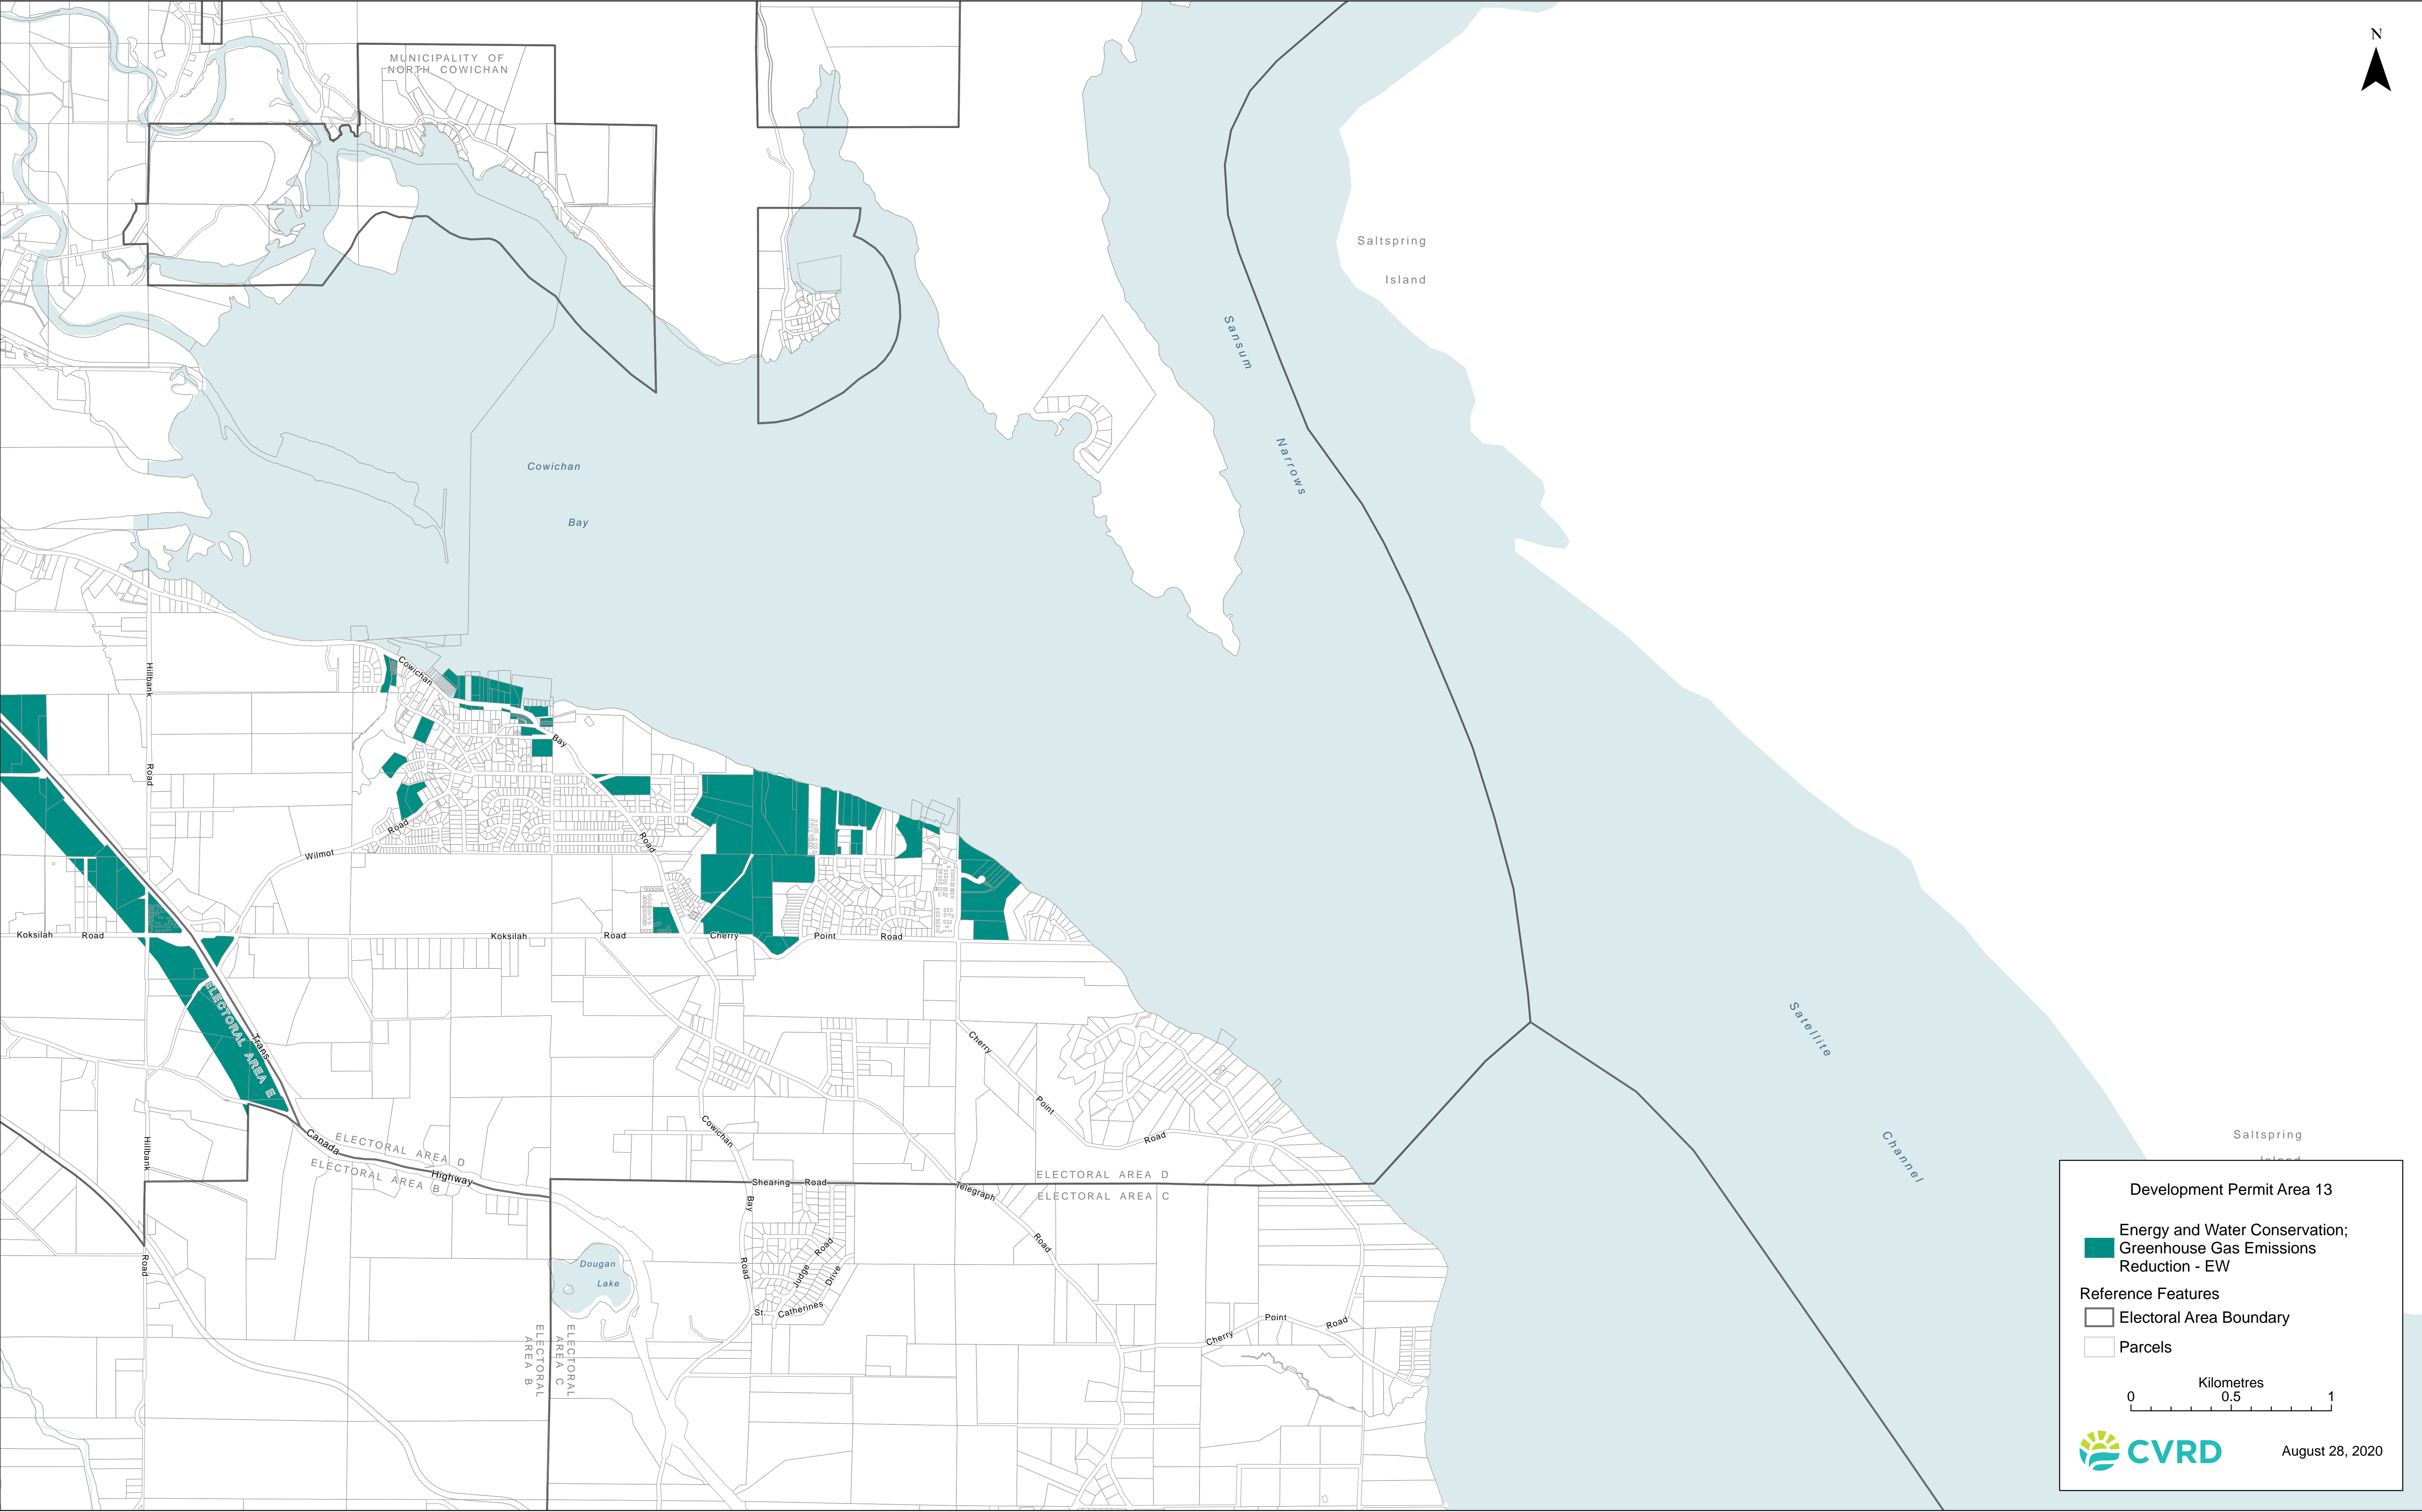 N
MUNICIPALITY OF
NORTH COWICHAN
Saltspring
Island
Sansum
Narrows
Cowichan
Bay
Hillbank
Road
Cowichan
Bay
Road
Wilmot
Road
Koksilah
Road
Koksilah
Road
Cherry
Point
Road
ELECTORAL AREA E
Trans
Canada
Highway
ELECTORAL AREA D
ELECTORAL AREA B
Hillbank
Road
Cherry
Point
Road
Cowichan
Bay
Road
Shearing
Road
ELECTORAL AREA D
ELECTORAL AREA C
Telegraph
Road
Judge
Road
St.
Catherines
Drive
Dougan
Lake
ELECTORAL
AREA B
ELECTORAL
AREA C
Cherry
Point
Road
Satellite
Channel
Saltspring
Development Permit Area 13
Energy and Water Conservation;
Greenhouse Gas Emissions
Reduction - EW
Reference Features
Electoral Area Boundary
Parcels
Kilometres
0 0.5 1
CVRD
August 28, 2020